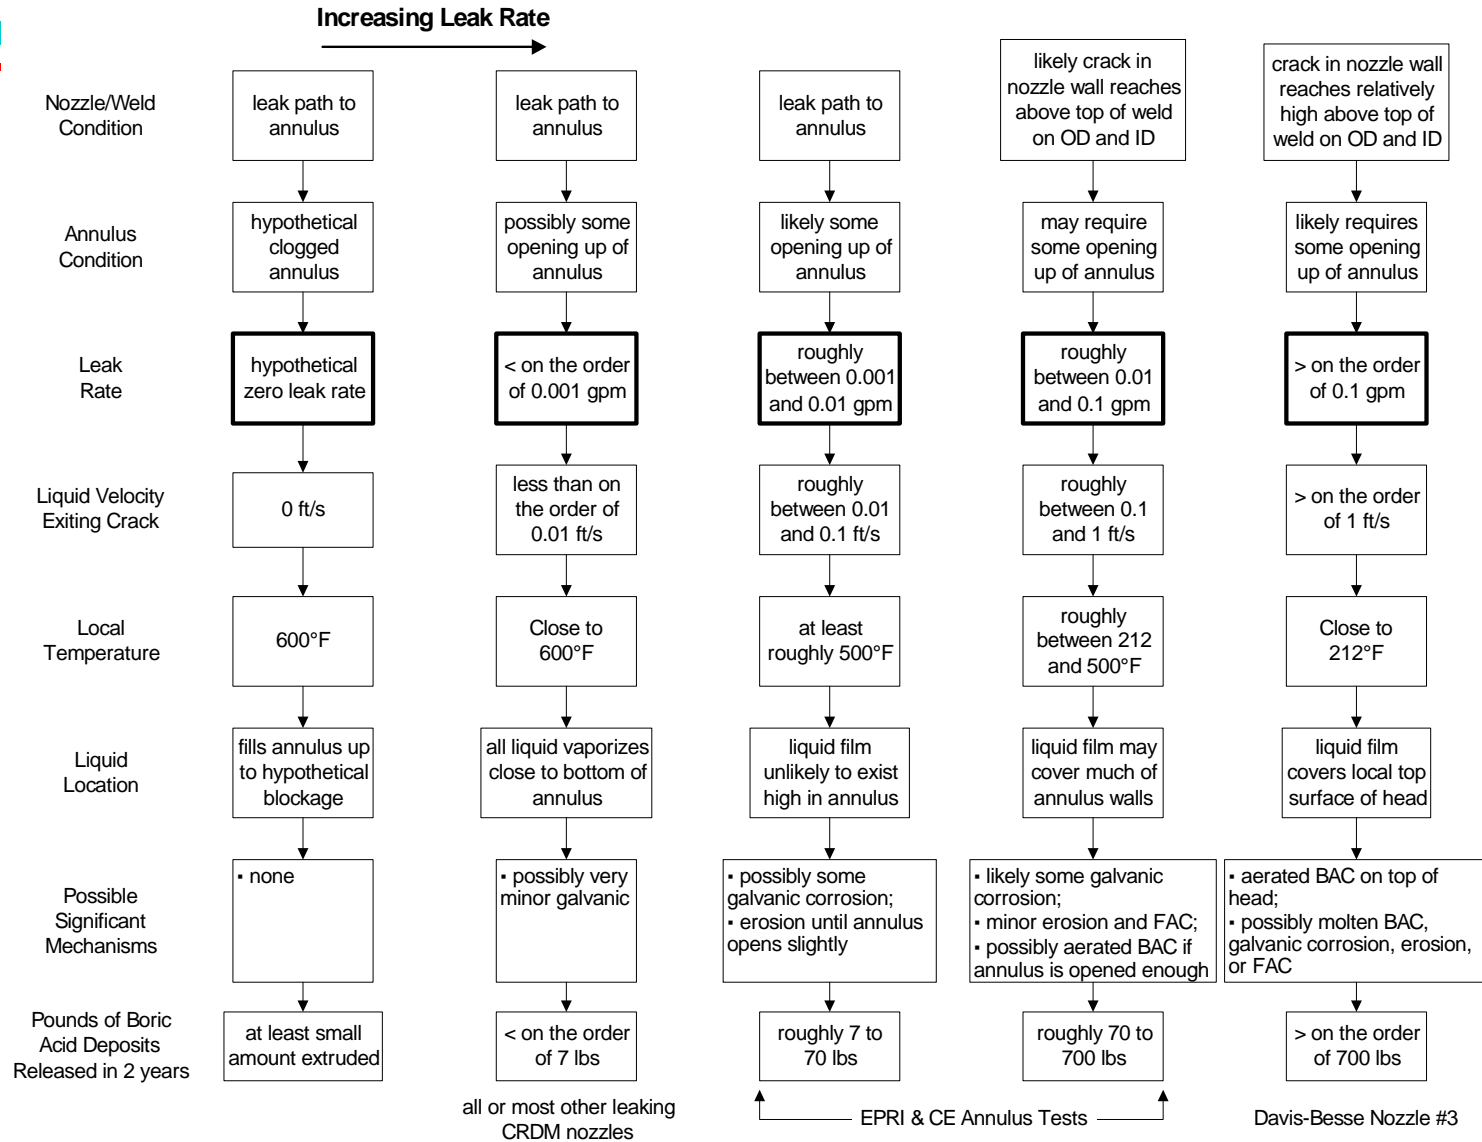 Increasing Leak Rate
Nozzle/Weld
Condition
leak path to
annulus
leak path to
annulus
leak path to
annulus
likely crack in
nozzle wall reaches
above top of weld
on OD and ID
crack in nozzle wall
reaches relatively
high above top of
weld on OD and ID
Annulus
Condition
hypothetical
clogged
annulus
possibly some
opening up of
annulus
likely some
opening up of
annulus
may require
some opening
up of annulus
likely requires
some opening
up of annulus
Leak
Rate
hypothetical
zero leak rate
< on the order
of 0.001 gpm
roughly
between 0.001
and 0.01 gpm
roughly
between 0.01
and 0.1 gpm
> on the order
of 0.1 gpm
Liquid Velocity
Exiting Crack
0 ft/s
less than on
the order of
0.01 ft/s
roughly
between 0.01
and 0.1 ft/s
roughly
between 0.1
and 1 ft/s
> on the order
of 1 ft/s
Local
Temperature
600°F
Close to
600°F
at least
roughly 500°F
roughly
between 212
and 500°F
Close to
212°F
Liquid
Location
fills annulus up
to hypothetical
blockage
all liquid vaporizes
close to bottom of
annulus
liquid film
unlikely to exist
high in annulus
liquid film may
cover much of
annulus walls
liquid film
covers local top
surface of head
Possible
Significant
Mechanisms
▪ none
▪ possibly very
minor galvanic
▪ possibly some
galvanic corrosion;
▪ erosion until annulus
opens slightly
▪ likely some galvanic
corrosion;
▪ minor erosion and FAC;
▪ possibly aerated BAC if
annulus is opened enough
▪ aerated BAC on top of
head;
▪ possibly molten BAC,
galvanic corrosion, erosion,
or FAC
Pounds of Boric
Acid Deposits
Released in 2 years
at least small
amount extruded
< on the order
of 7 lbs
roughly 7 to
70 lbs
roughly 70 to
700 lbs
> on the order
of 700 lbs
all or most other leaking
CRDM nozzles
EPRI & CE Annulus Tests
Davis-Besse Nozzle #3